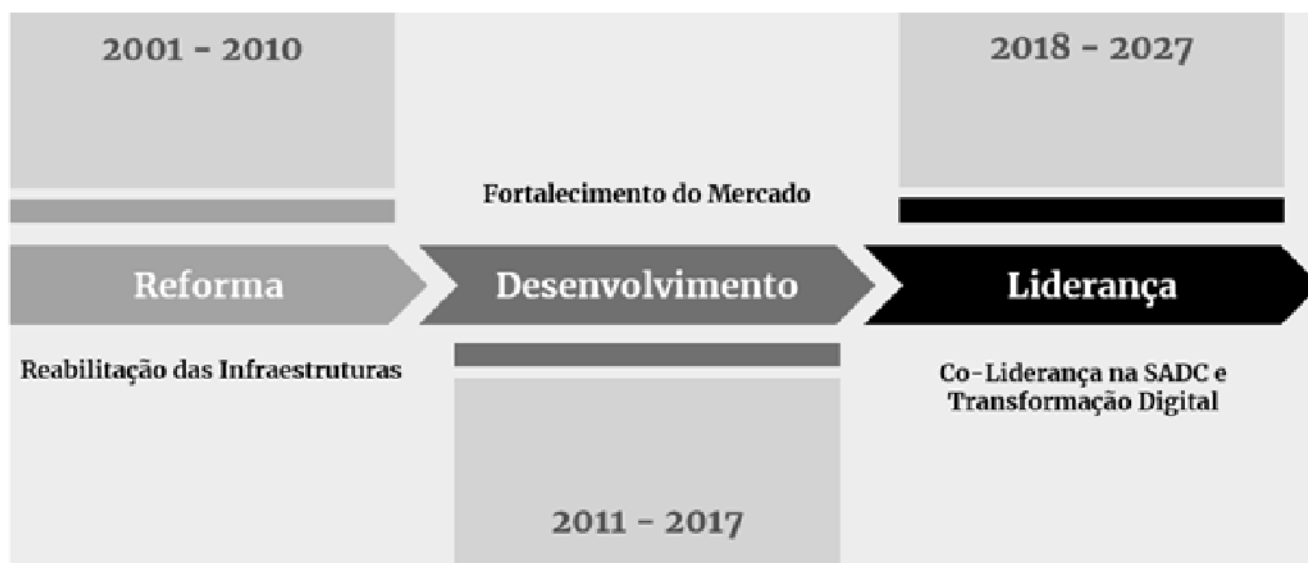 2001 - 2010
Reforma
Reabilitação das Infraestruturas
Fortalecimento do Mercado
Desenvolvimento
2011 - 2017
2018 - 2027
Liderança
Co-Liderança na SADC e
Transformação Digital